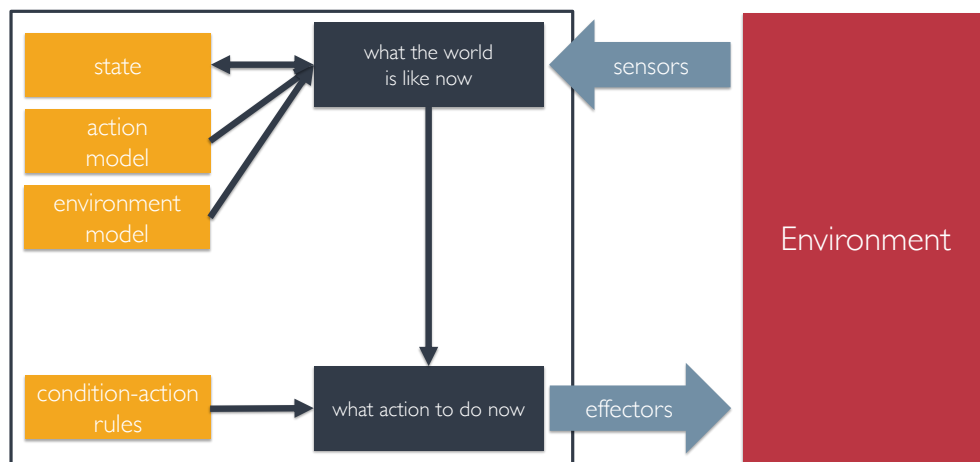 state
what the world
is like now
sensors
action
model
environment
model
Environment
condition-action
rules
what action to do now
effectors